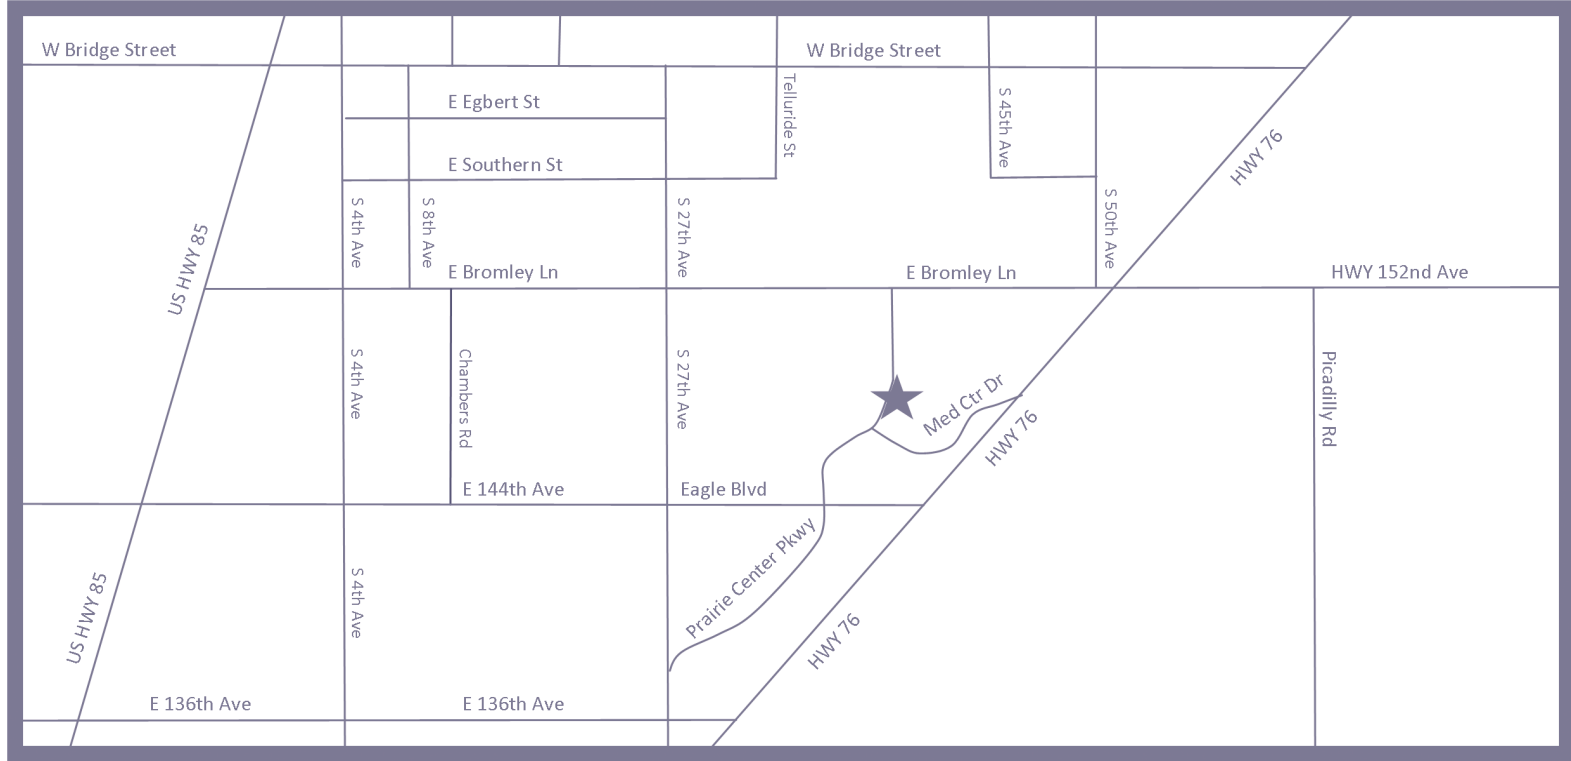 W Bridge Street
W Bridge Street
Telluride St
S 45th Ave
E Egbert St
E Southern St
HWY 76
S 4th Ave
S 8th Ave
S 27th Ave
S 50th Ave
US HWY 85
E Bromley Ln
E Bromley Ln
HWY 152nd Ave
S 4th Ave
Chambers Rd
S 27th Ave
Med Ctr Dr
HWY 76
Picadilly Rd
E 144th Ave
Eagle Blvd
Prairie Center Pkwy
US HWY 85
S 4th Ave
HWY 76
E 136th Ave
E 136th Ave